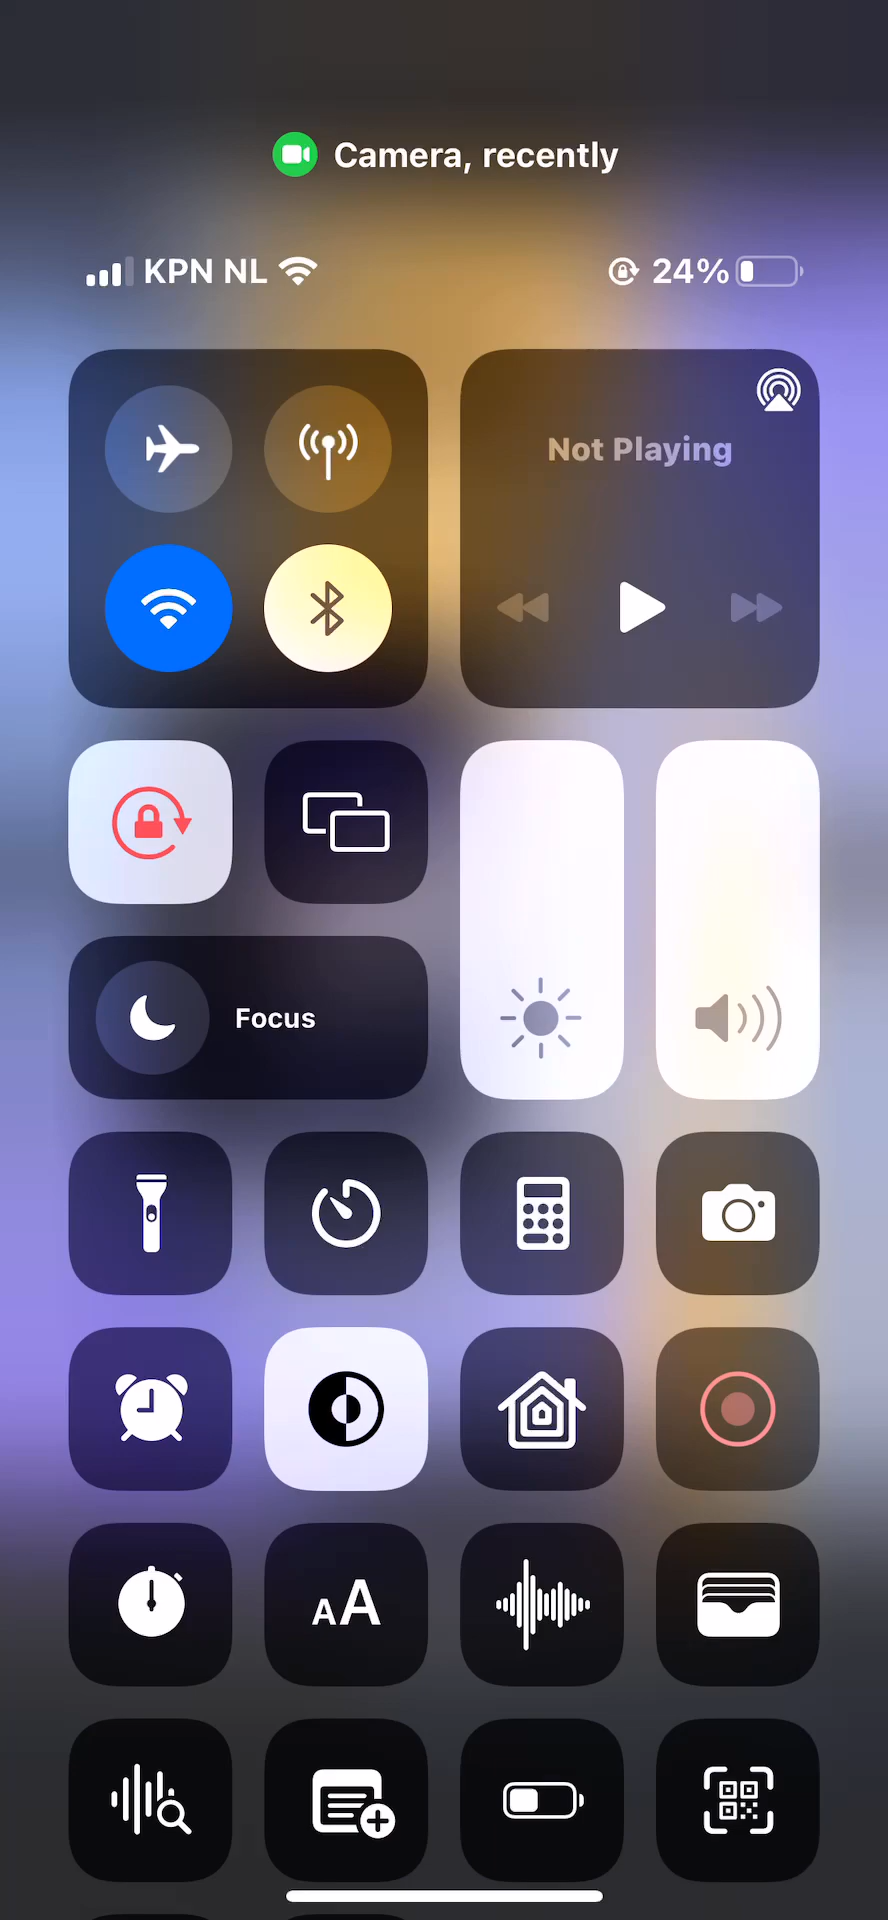 Camera, recently
KPN NL 24%
Not Playing
Focus
AA